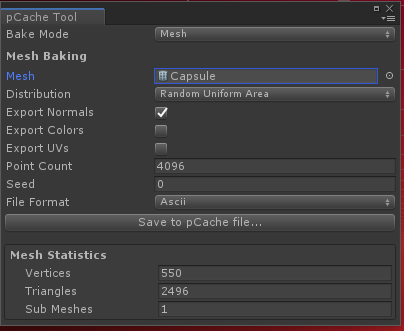 pCache Tool
Bake Mode Mesh
Mesh Baking
Mesh Capsule
Distribution Random Uniform Area
Export Normals
Export Colors
Export UVs
Point Count 4096
Seed 0
File Format Ascii
Save to pCache file...
Mesh Statistics
Vertices 550
Triangles 2496
Sub Meshes 1